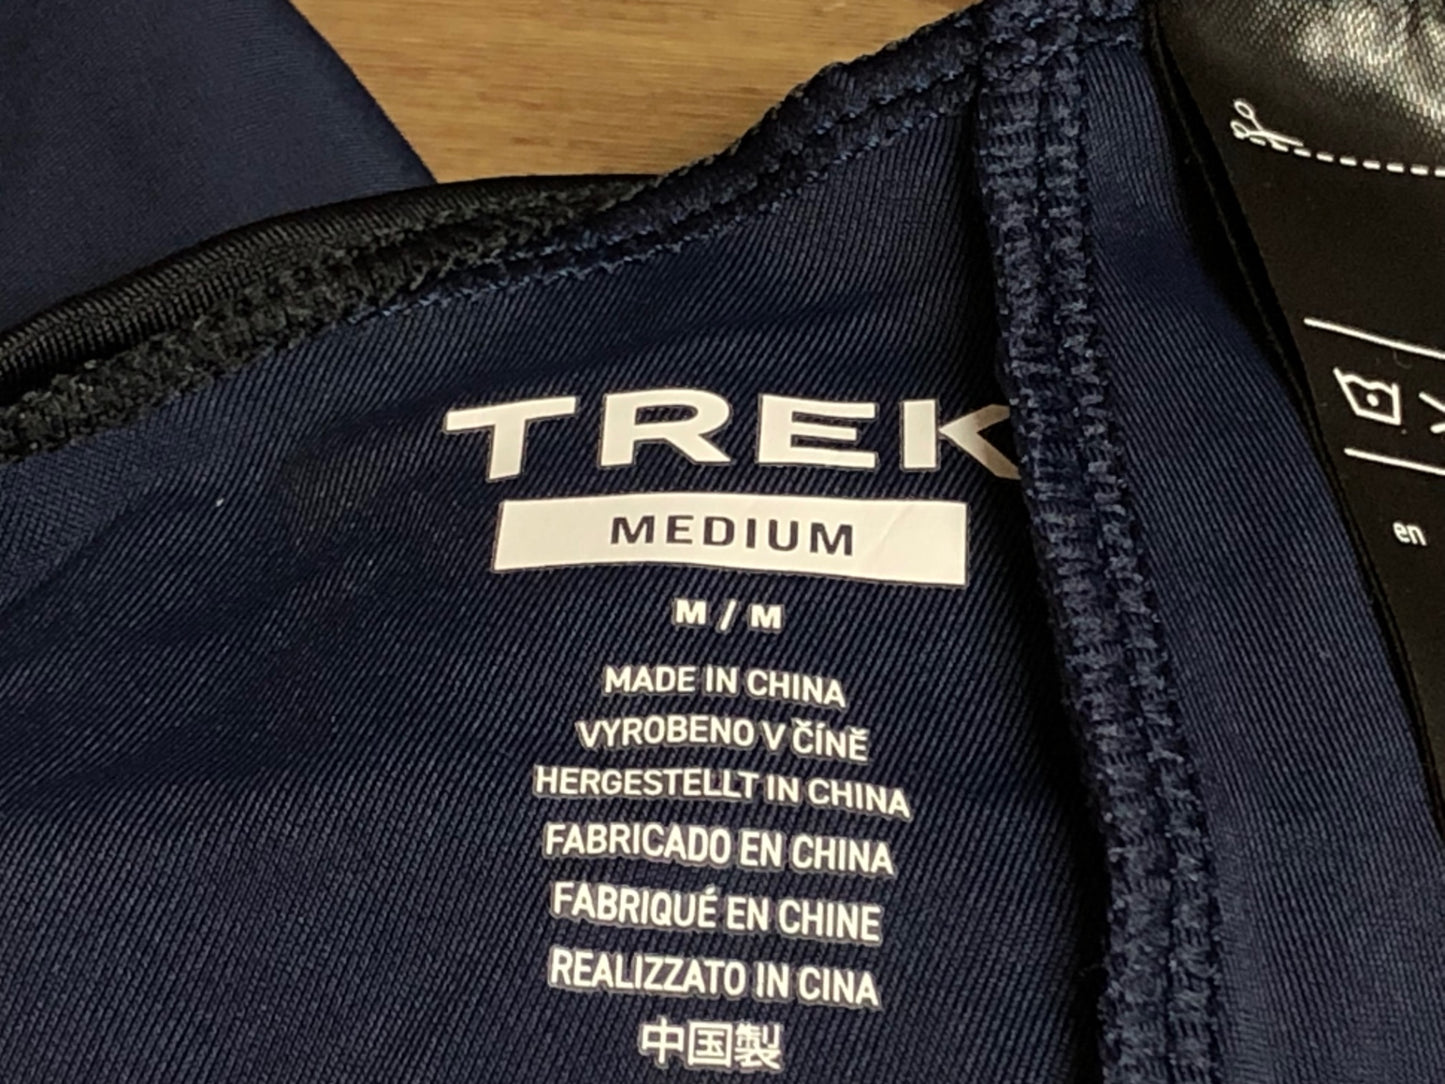 TREK
MEDIUM
M / M
MADE IN CHINA
VYROBENO V ČÍNĚ
HERGESTELLT IN CHINA
FABRICADO EN CHINA
FABRIQUÉ EN CHINE
REALIZZATO IN CINA
中国製
en